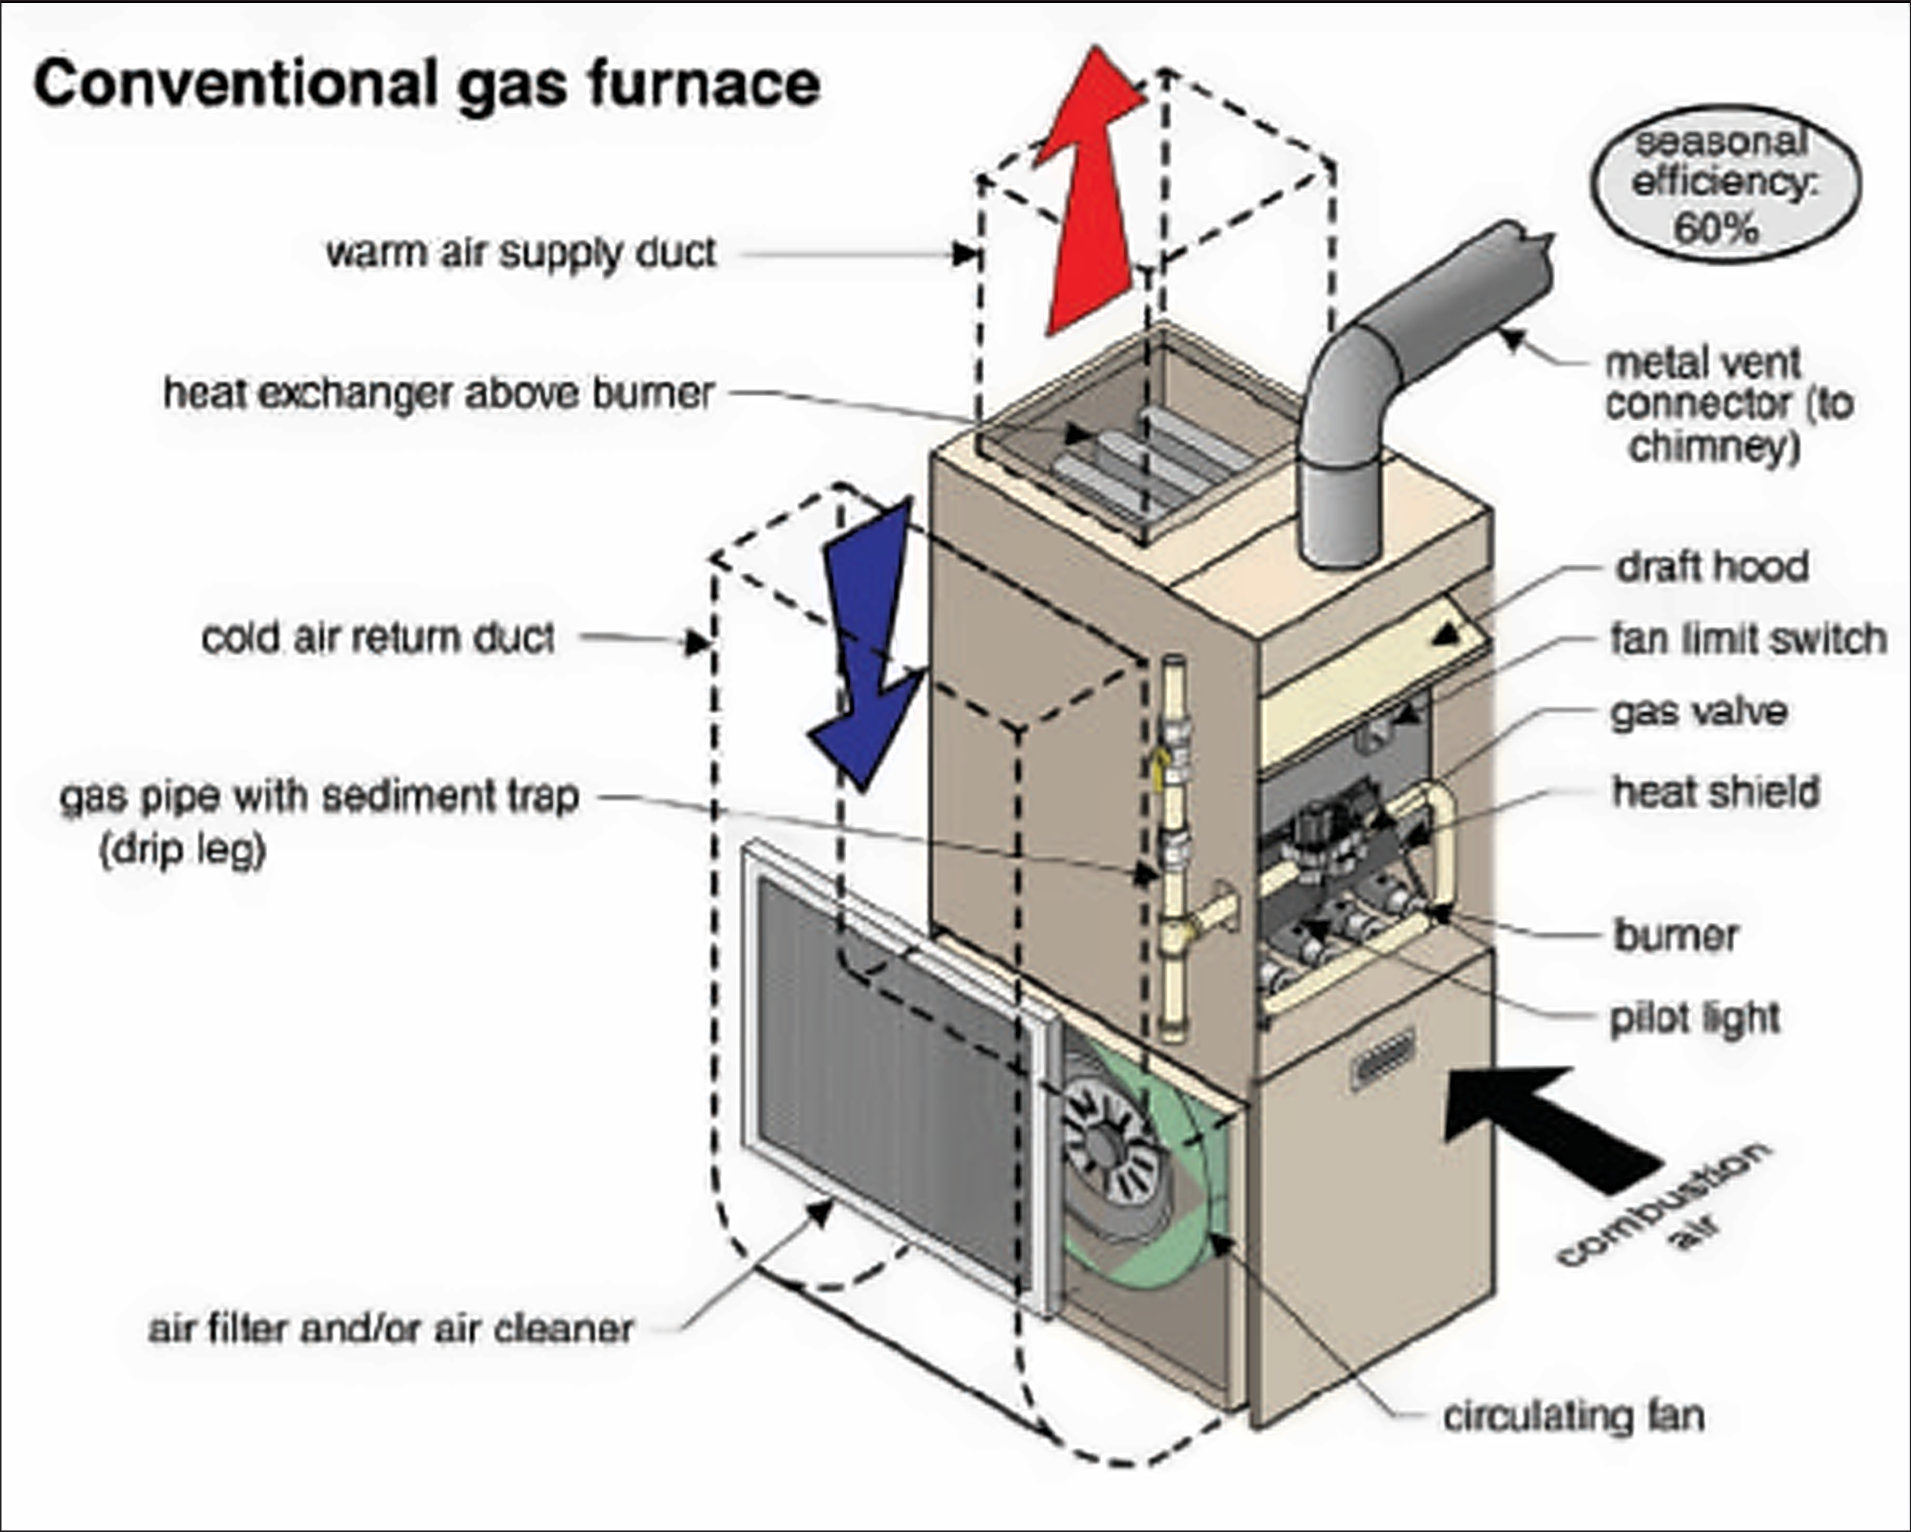 Conventional gas furnace
seasonal
efficiency:
60%
warm air supply duct
heat exchanger above burner
metal vent
connector (to
chimney)
draft hood
cold air return duct
fan limit switch
gas valve
gas pipe with sediment trap
(drip leg)
heat shield
burner
pilot light
combustion
air
air filter and/or air cleaner
circulating fan